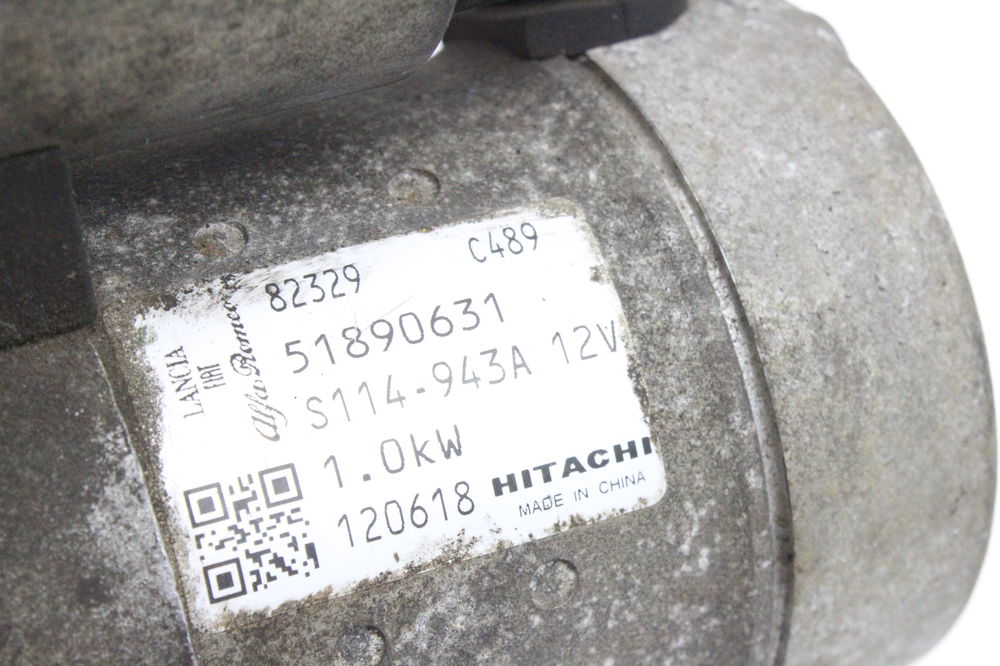 82329 C489
51890631
S114-943A 12V
1.0kW
120618 HITACHI
MADE IN CHINA
LANCIA
FIAT
Alfa Romeo